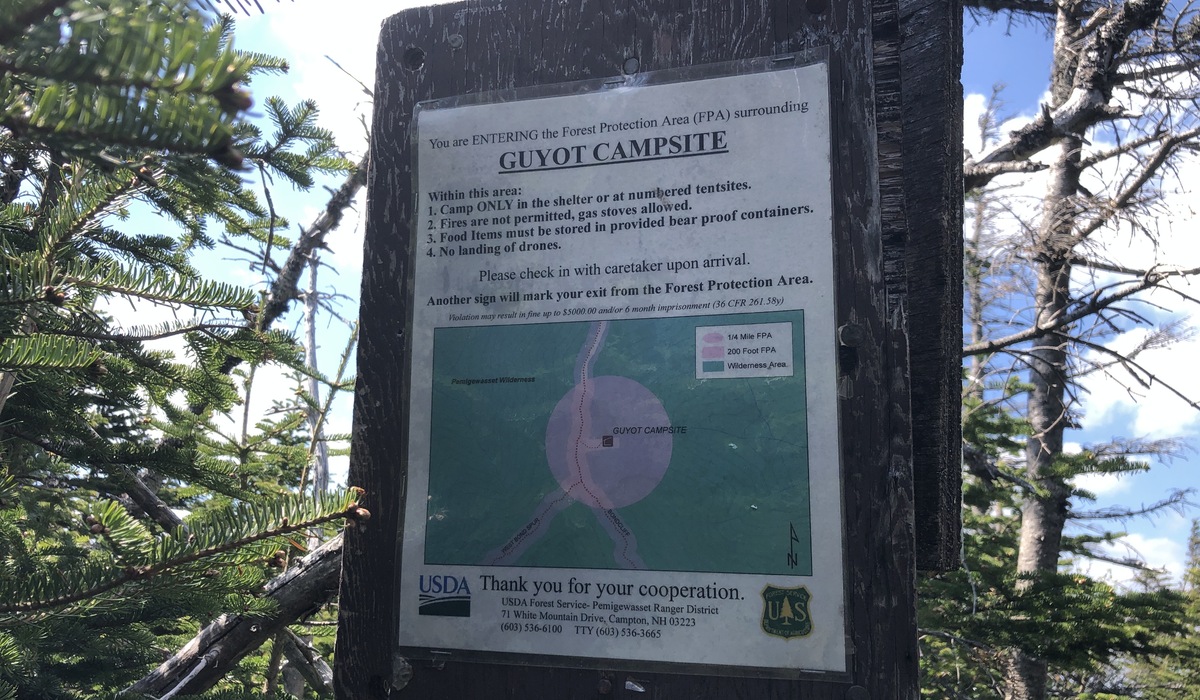 You are ENTERING the Forest Protection Area (FPA) surrounding
GUYOT CAMPSITE
Within this area:
1. Camp ONLY in the shelter or at numbered tentsites.
2. Fires are not permitted, gas stoves allowed.
3. Food Items must be stored in provided bear proof containers.
4. No landing of drones.
Please check in with caretaker upon arrival.
Another sign will mark your exit from the Forest Protection Area.
Violation may result in fine up to $5000.00 and/or 6 month imprisonment (36 CFR 261.58y)
1/4 Mile FPA
200 Foot FPA
Wilderness Area
Pemigewasset Wilderness
GUYOT CAMPSITE
WEST BOND SPUR
BONDCLIFF
N
USDA
Thank you for your cooperation.
USDA Forest Service- Pemigewasset Ranger District
71 White Mountain Drive, Campton, NH 03223
(603) 536-6100 TTY (603) 536-3665
U S